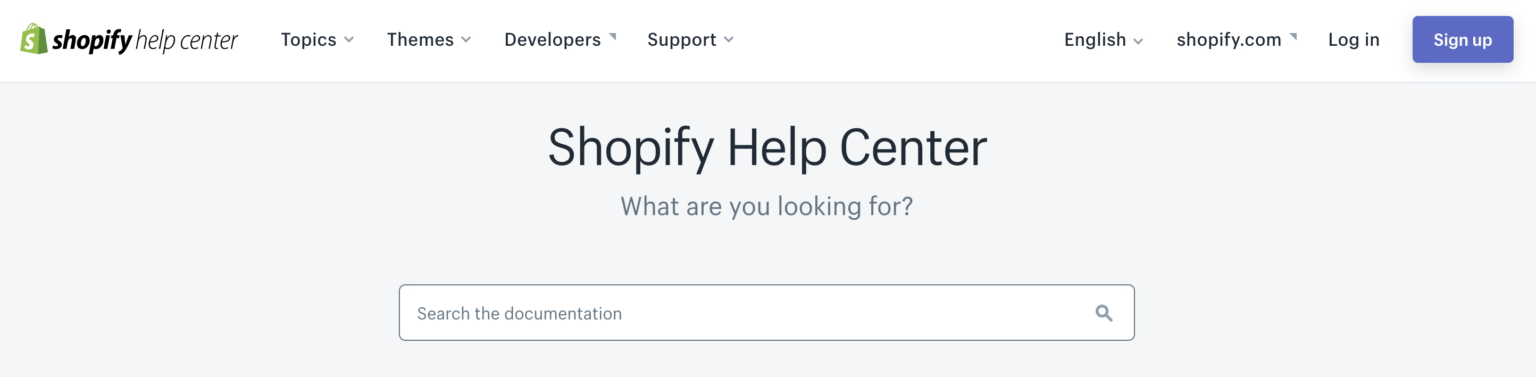 shopify help center Topics Themes Developers Support English shopify.com Log in Sign up
Shopify Help Center
What are you looking for?
Search the documentation